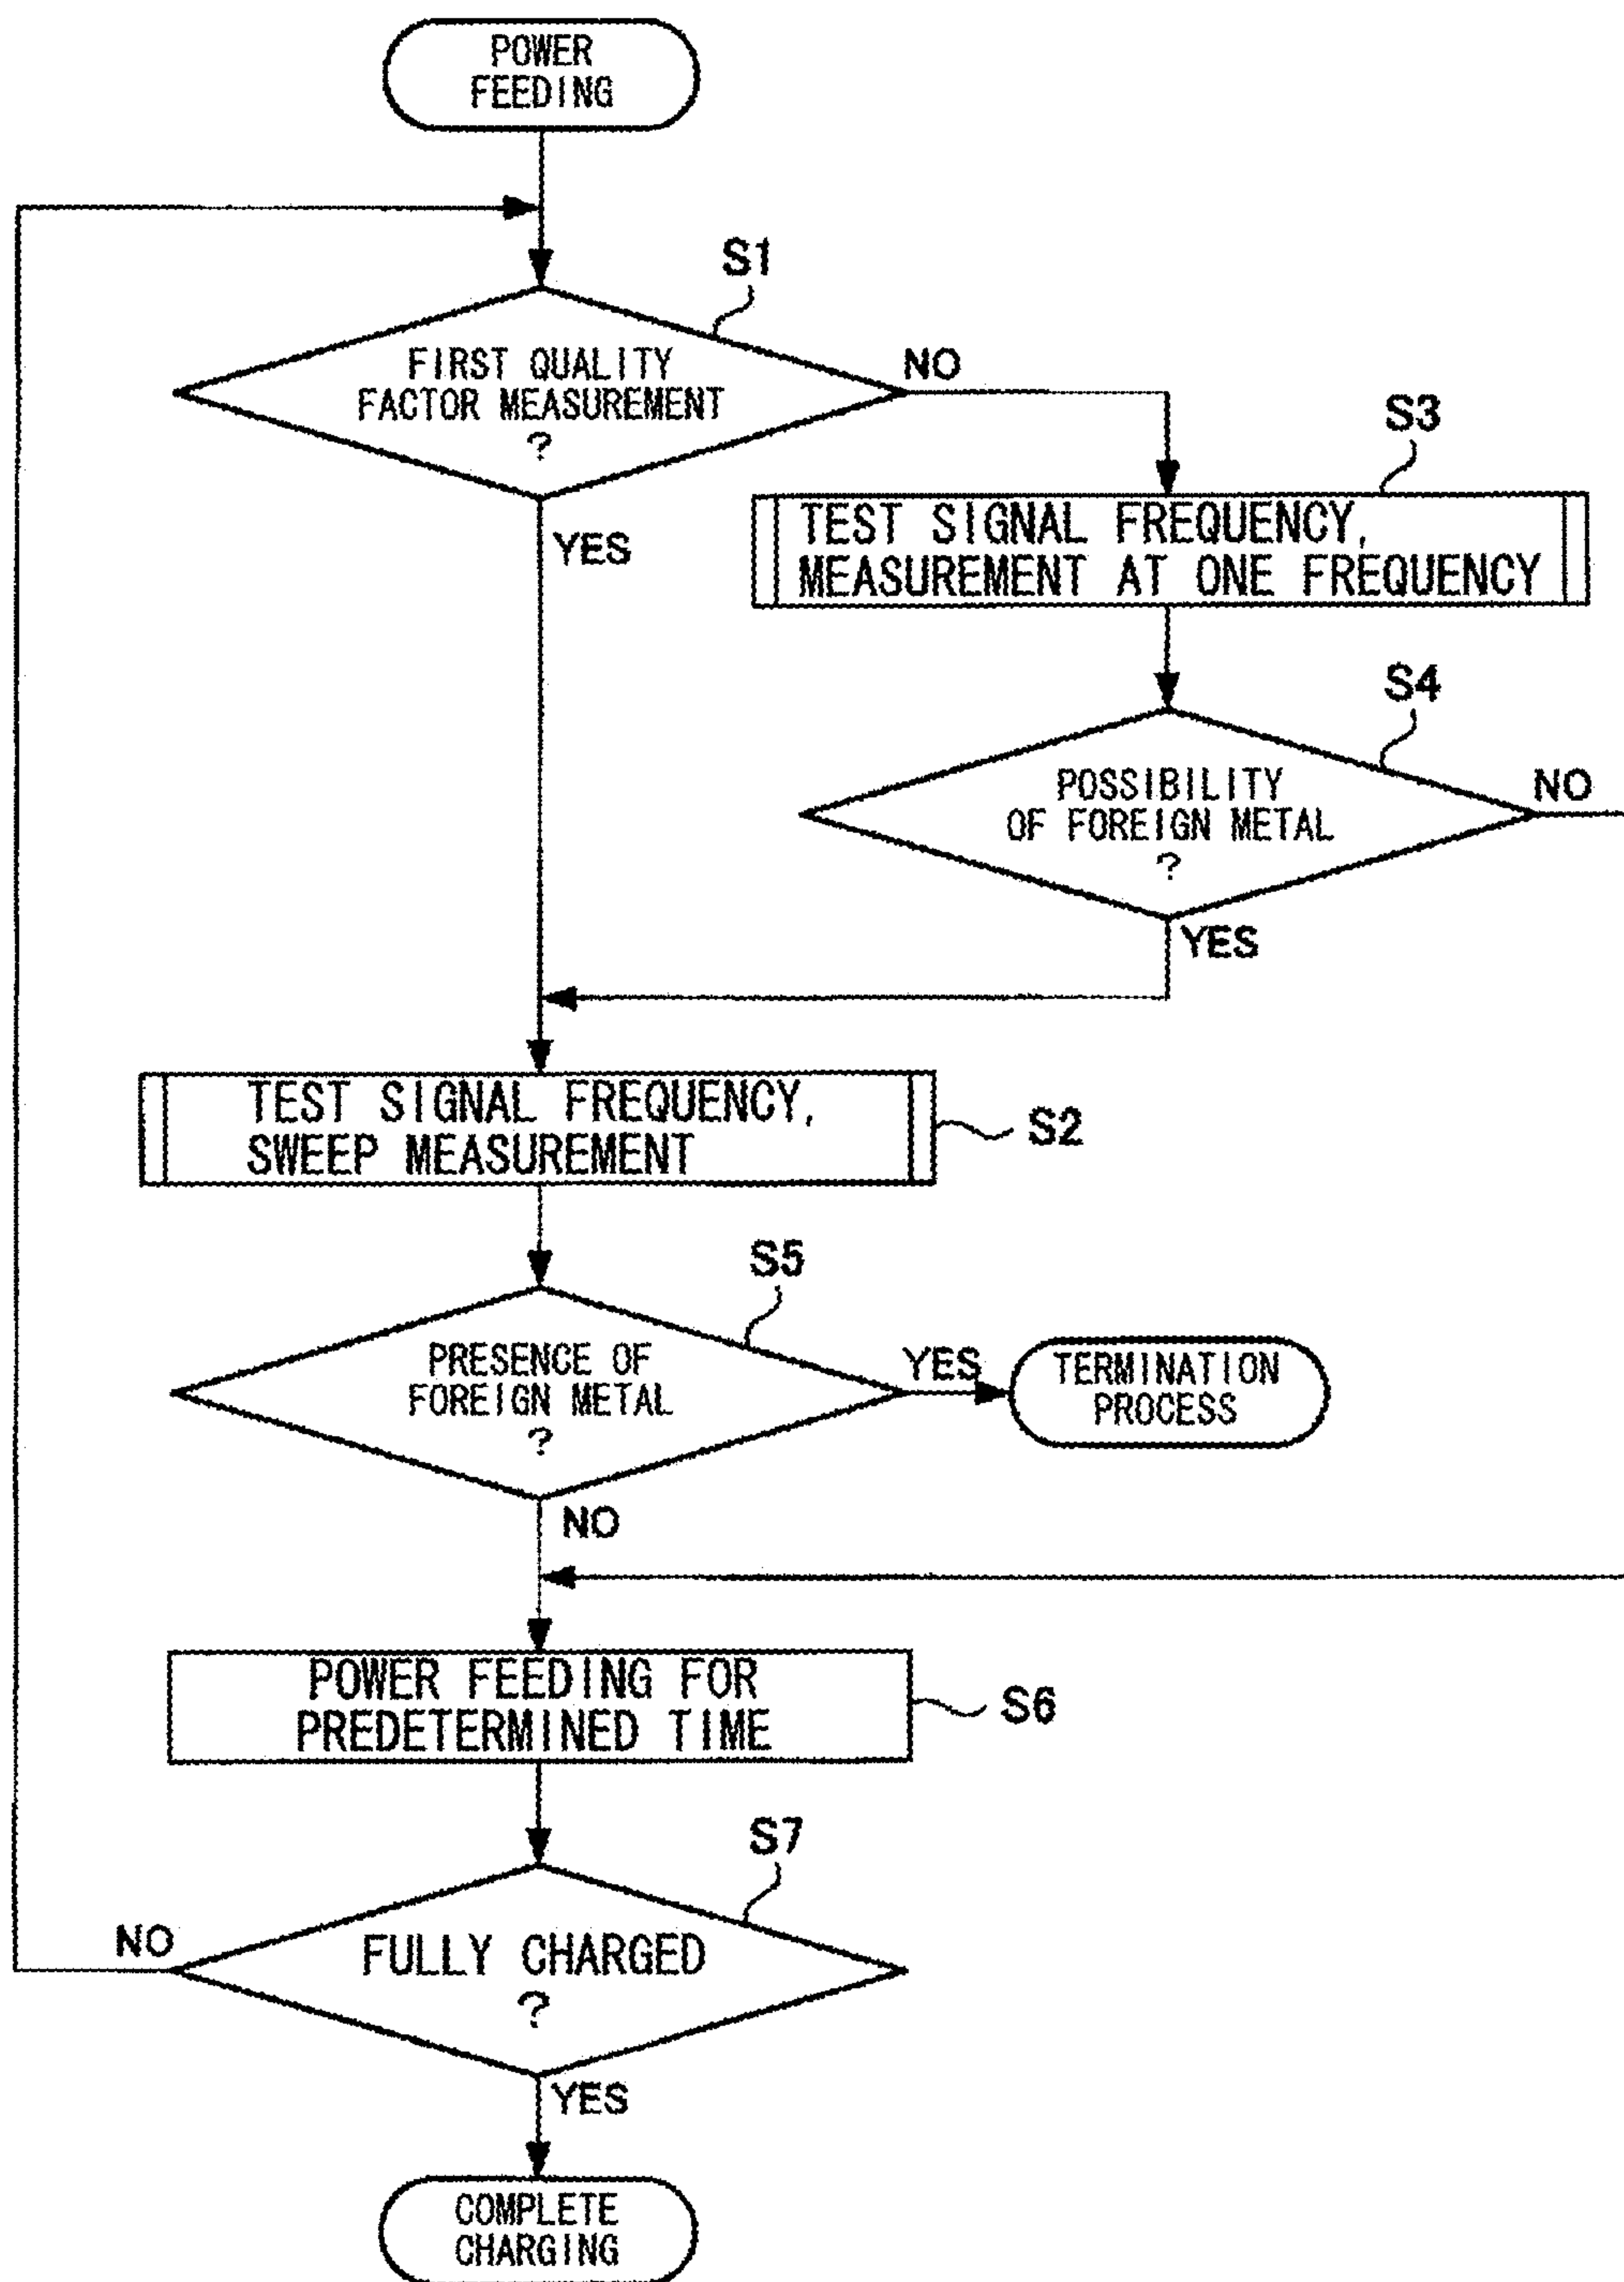 POWER
FEEDING
S1
FIRST QUALITY
FACTOR MEASUREMENT
?
NO
YES
S3
TEST SIGNAL FREQUENCY,
MEASUREMENT AT ONE FREQUENCY
S4
POSSIBILITY
OF FOREIGN METAL
?
NO
YES
TEST SIGNAL FREQUENCY,
SWEEP MEASUREMENT
S2
S5
PRESENCE OF
FOREIGN METAL
?
YES
TERMINATION
PROCESS
NO
POWER FEEDING FOR
PREDETERMINED TIME
S6
S7
NO
FULLY CHARGED
?
YES
COMPLETE
CHARGING